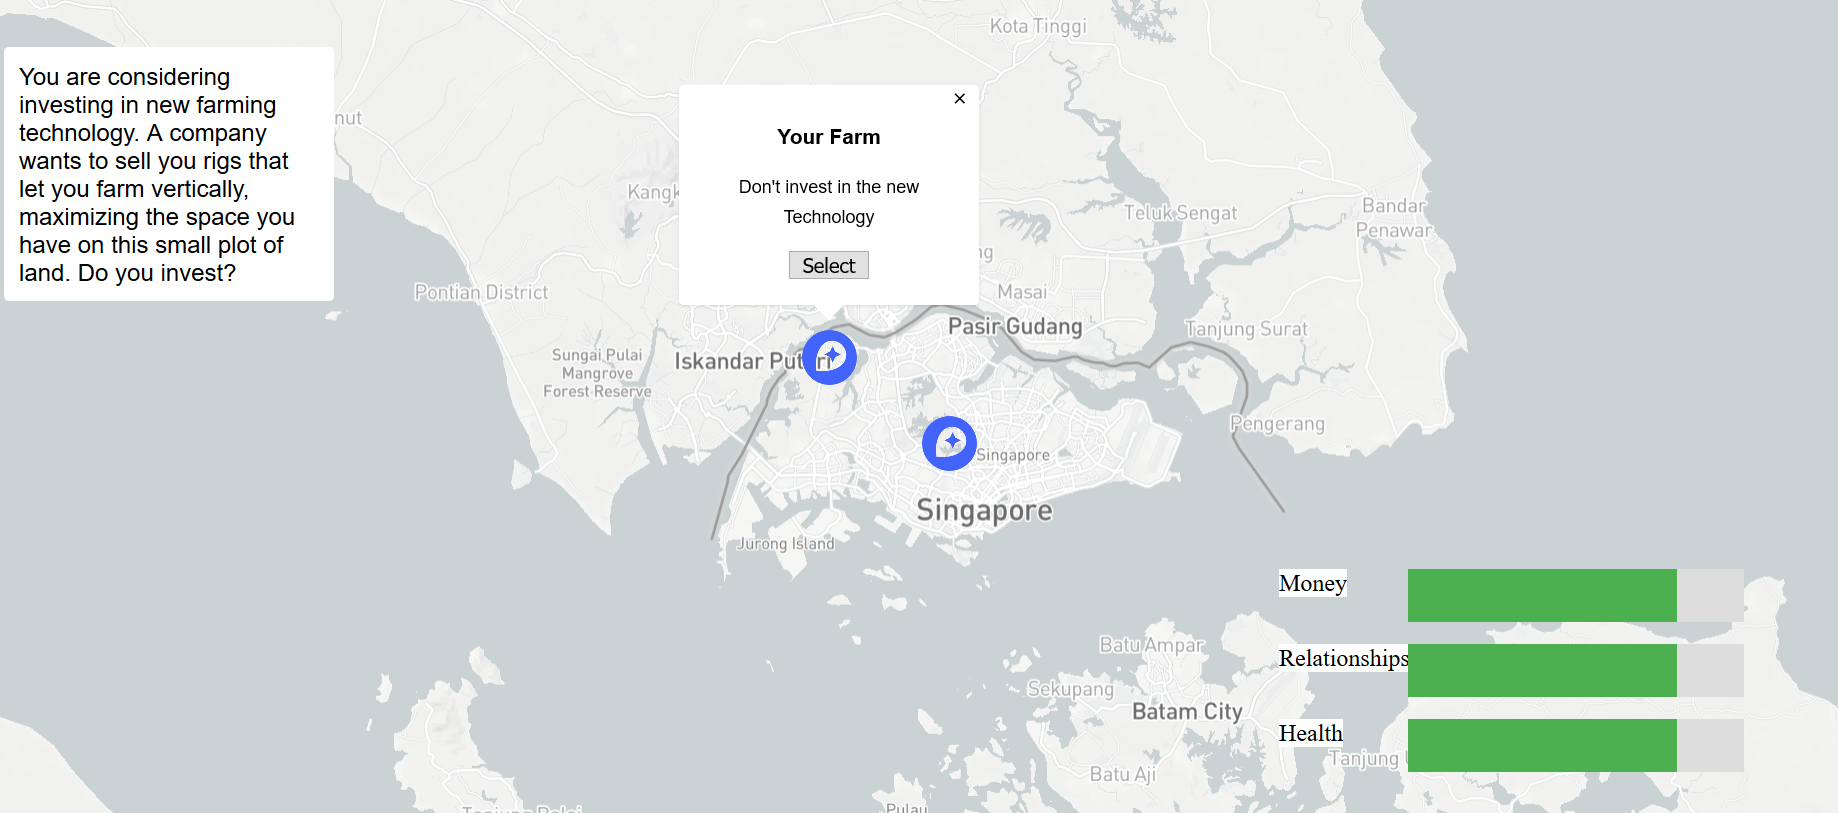 You are considering
investing in new farming
technology. A company
wants to sell you rigs that
let you farm vertically,
maximizing the space you
have on this small plot of
land. Do you invest?
×
Your Farm
Don't invest in the new
Technology
Select
Kota Tinggi
Teluk Sengat
Bandar
Penawar
Pontian District
Masai
Pasir Gudang
Tanjung Surat
Sungai Pulai
Mangrove
Forest Reserve
Iskandar Puteri
Pengerang
Singapore
Singapore
Jurong Island
Money
Relationships
Health
Batu Ampar
Sekupang
Batam City
Batu Aji
Tanjung
Pulau